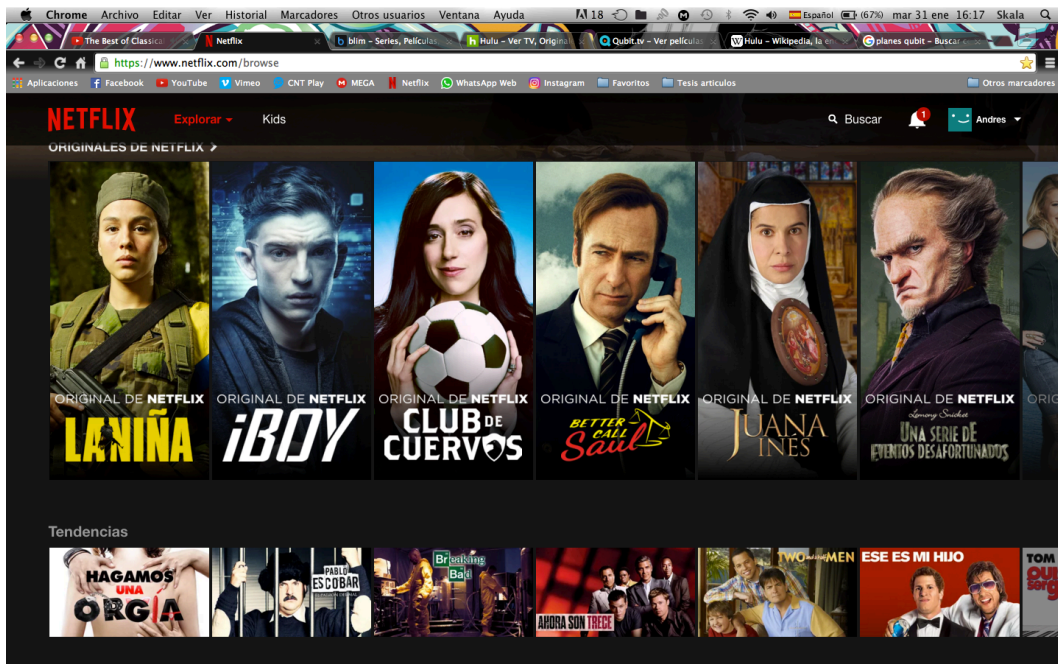 Chrome Archivo Editar Ver Historial Marcadores Otros usuarios Ventana Ayuda 18 Español (67%) mar 31 ene 16:17 Skala
The Best of Classical Netflix blim – Series, Películas Hulu – Ver TV, Original Qubit.tv – Ver películas Hulu – Wikipedia, la en planes qubit – Buscar con
https://www.netflix.com/browse
Aplicaciones Facebook YouTube Vimeo CNT Play MEGA Netflix WhatsApp Web Instagram Favoritos Tesis articulos Otros marcadores
NETFLIX Explorar Kids Buscar 1 Andres
ORIGINALES DE NETFLIX
ORIGINAL DE NETFLIX
LA NIÑA
ORIGINAL DE NETFLIX
iBOY
ORIGINAL DE NETFLIX
CLUB DE
CUERVOS
ORIGINAL DE NETFLIX
BETTER
CALL
Saul
ORIGINAL DE NETFLIX
JUANA
INÉS
ORIGINAL DE NETFLIX
Lemony Snicket
UNA SERIE DE
EVENTOS DESAFORTUNADOS
ORIG
Tendencias
HAGAMOS
UNA
ORGÍA
PABLO
ESCOBAR
Breaking
Bad
AHORA SON TRECE
TWO and a half MEN
ESE ES MI HIJO
TOM